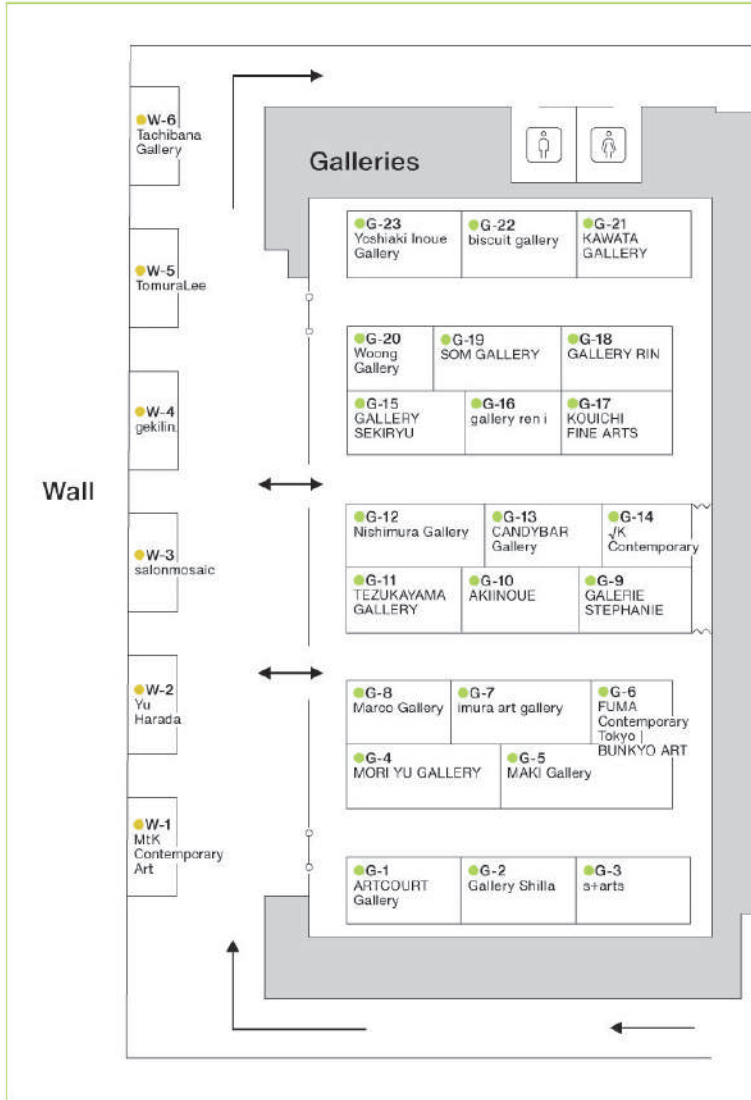 W-6
Tachibana
Gallery
Galleries
G-23
Yoshiaki Inoue
Gallery
G-22
biscuit gallery
G-21
KAWATA
GALLERY
W-5
TomuraLee
G-20
Woong
Gallery
G-19
SOM GALLERY
G-18
GALLERY RIN
W-4
gekilin.
G-15
GALLERY
SEKIRYU
G-16
gallery ren i
G-17
KOUICHI
FINE ARTS
Wall
G-12
Nishimura Gallery
G-13
CANDYBAR
Gallery
G-14
√K
Contemporary
W-3
salonmosaic
G-11
TEZUKAYAMA
GALLERY
G-10
AKIINOUE
G-9
GALERIE
STEPHANIE
W-2
Yu
Harada
G-8
Marco Gallery
G-7
imura art gallery
G-6
FUMA
Contemporary
Tokyo |
BUNKYO ART
G-4
MORI YU GALLERY
G-5
MAKI Gallery
W-1
MtK
Contemporary
Art
G-1
ARTCOURT
Gallery
G-2
Gallery Shilla
G-3
s+arts